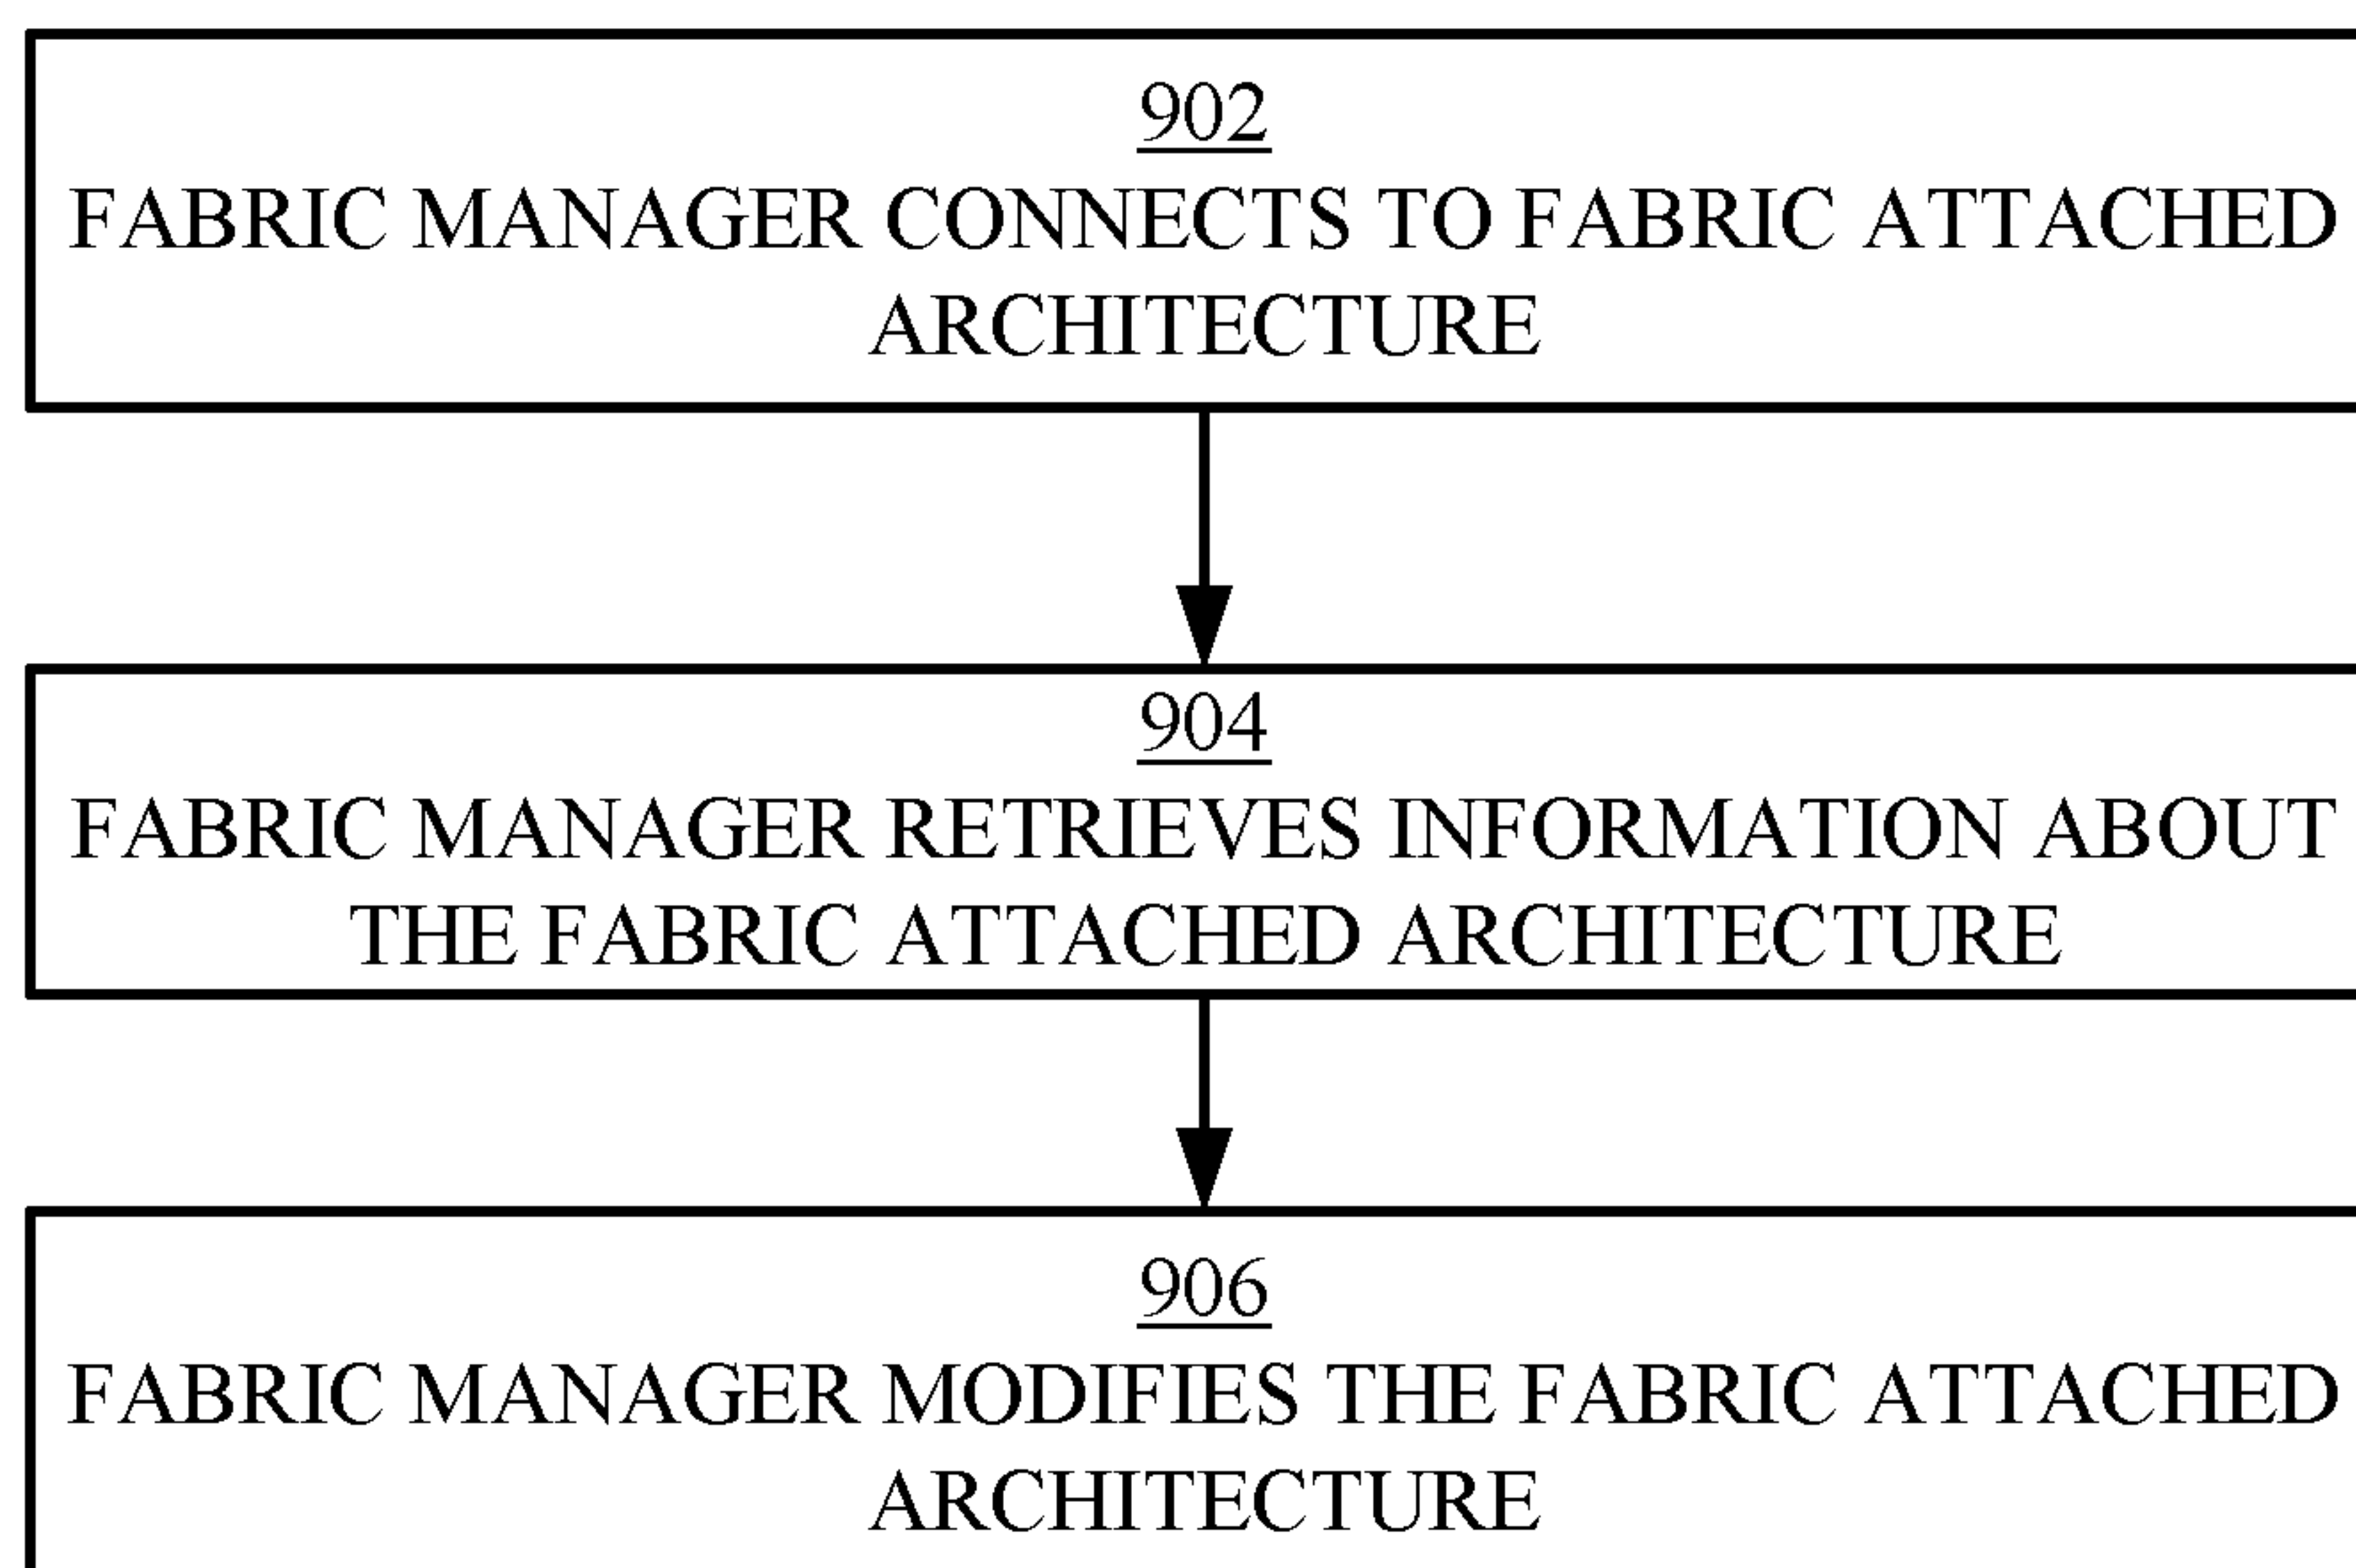 902
FABRIC MANAGER CONNECTS TO FABRIC ATTACHED
ARCHITECTURE
904
FABRIC MANAGER RETRIEVES INFORMATION ABOUT
THE FABRIC ATTACHED ARCHITECTURE
906
FABRIC MANAGER MODIFIES THE FABRIC ATTACHED
ARCHITECTURE